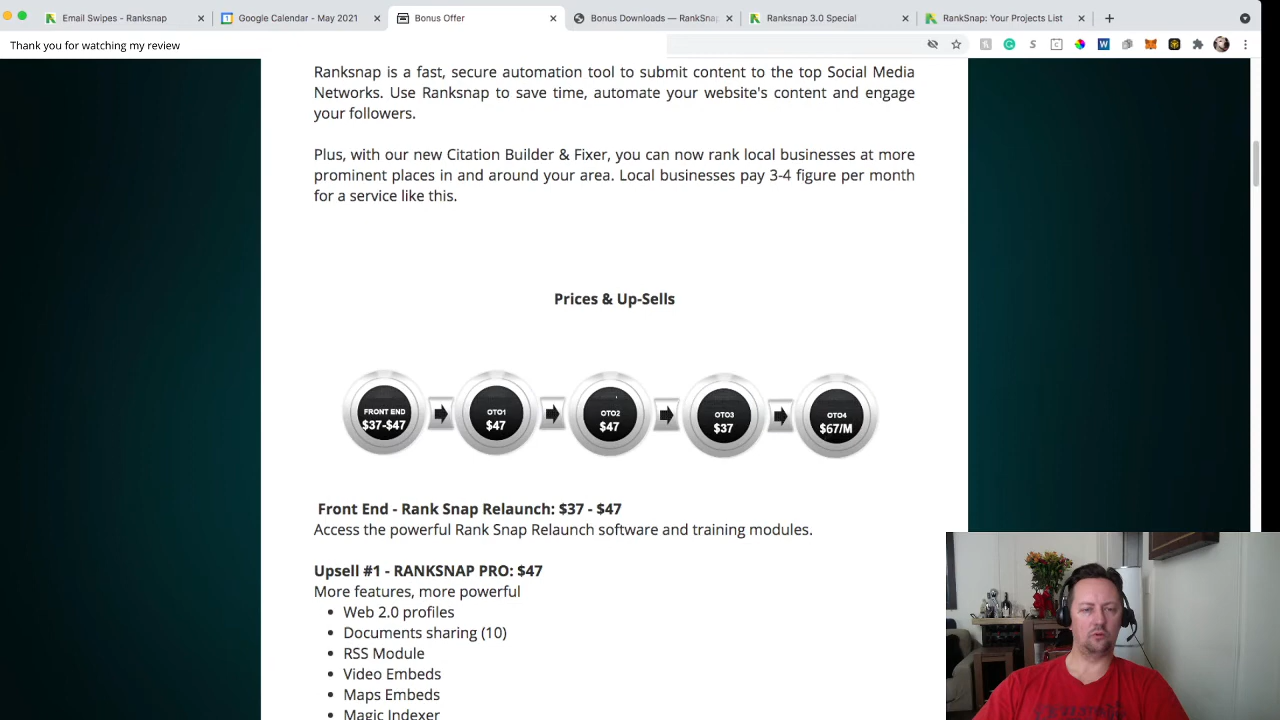 Email Swipes - Ranksnap
Google Calendar - May 2021
Bonus Offer
Bonus Downloads — RankSnap
Ranksnap 3.0 Special
RankSnap: Your Projects List
Thank you for watching my review
Ranksnap is a fast, secure automation tool to submit content to the top Social Media
Networks. Use Ranksnap to save time, automate your website's content and engage
your followers.
Plus, with our new Citation Builder & Fixer, you can now rank local businesses at more
prominent places in and around your area. Local businesses pay 3-4 figure per month
for a service like this.
Prices & Up-Sells
FRONT END
$37-$47
OTO1
$47
OTO2
$47
OTO3
$37
OTO4
$67/M
Front End - Rank Snap Relaunch: $37 - $47
Access the powerful Rank Snap Relaunch software and training modules.
Upsell #1 - RANKSNAP PRO: $47
More features, more powerful
• Web 2.0 profiles
• Documents sharing (10)
• RSS Module
• Video Embeds
• Maps Embeds
• Magic Indexer